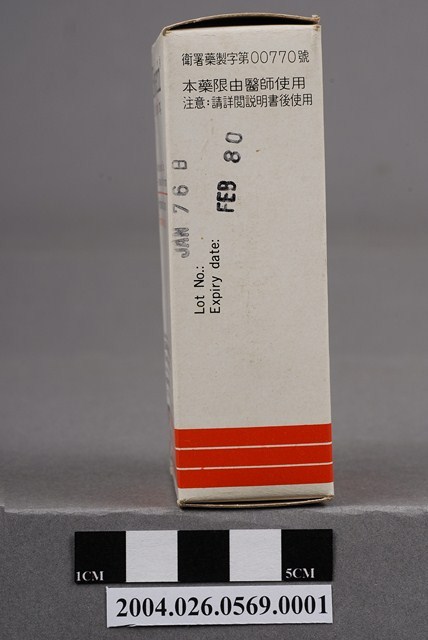 衛署藥製字第00770號
本藥限由醫師使用
注意：請詳閱説明書後使用
JAN 76 B
FEB 80
Lot No.:
Expiry date:
1CM
5CM
2004.026.0569.0001